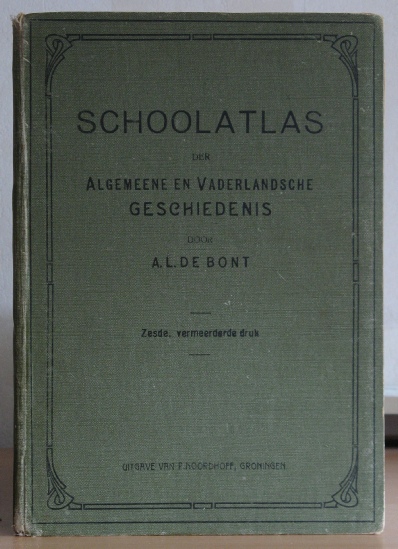 SCHOOLATLAS
DER
ALGEMEENE EN VADERLANDSCHE
GESCHIEDENIS
DOOR
A. L. DE BONT
Zesde, vermeerderde druk
UITGAVE VAN P. NOORDHOFF, GRONINGEN